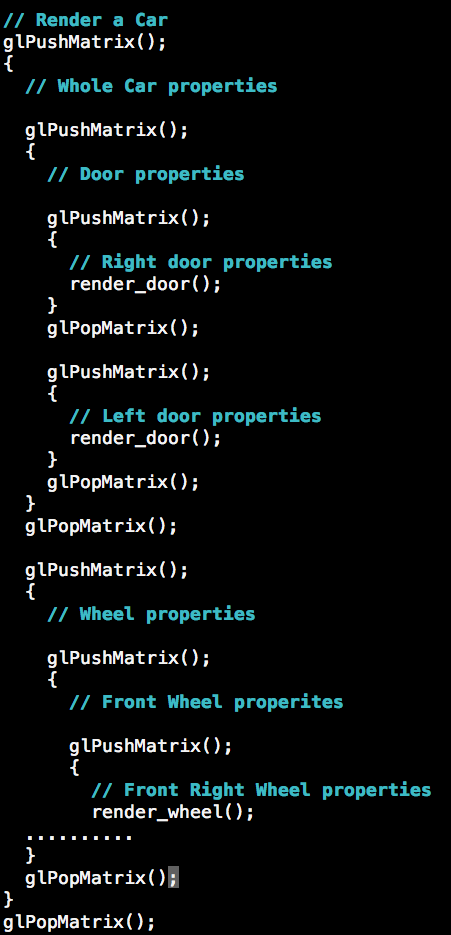 // Render a Car
glPushMatrix();
{
  // Whole Car properties

  glPushMatrix();
  {
    // Door properties

    glPushMatrix();
    {
      // Right door properties
      render_door();
    }
    glPopMatrix();

    glPushMatrix();
    {
      // Left door properties
      render_door();
    }
    glPopMatrix();
  }
  glPopMatrix();

  glPushMatrix();
  {
    // Wheel properties

    glPushMatrix();
    {
      // Front Wheel properites

      glPushMatrix();
      {
        // Front Right Wheel properties
        render_wheel();
  ..........
  }
  glPopMatrix();
}
glPopMatrix();